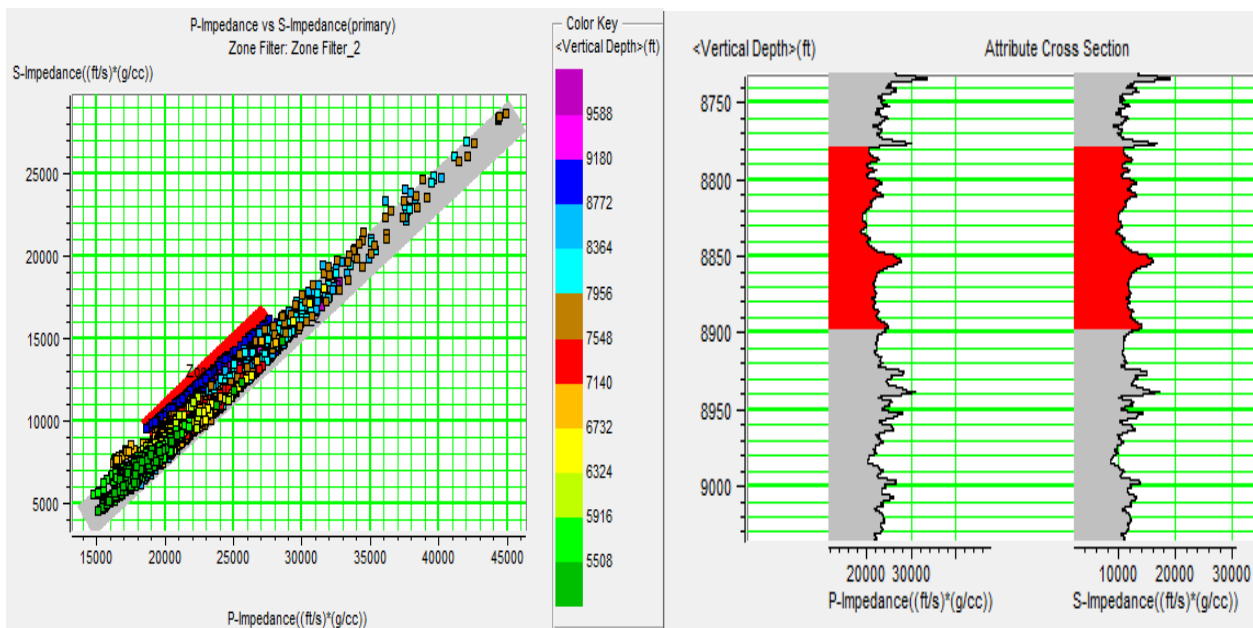 P-Impedance vs S-Impedance(primary)
Zone Filter: Zone Filter_2
S-Impedance((ft/s)*(g/cc))
25000
20000
15000
10000
5000
15000 20000 25000 30000 35000 40000 45000
P-Impedance((ft/s)*(g/cc))
Color Key
<Vertical Depth>(ft)
9588
9180
8772
8364
7956
7548
7140
6732
6324
5916
5508
<Vertical Depth>(ft) Attribute Cross Section
8750
8800
8850
8900
8950
9000
20000 30000 10000 20000 30000
P-Impedance((ft/s)*(g/cc)) S-Impedance((ft/s)*(g/cc))